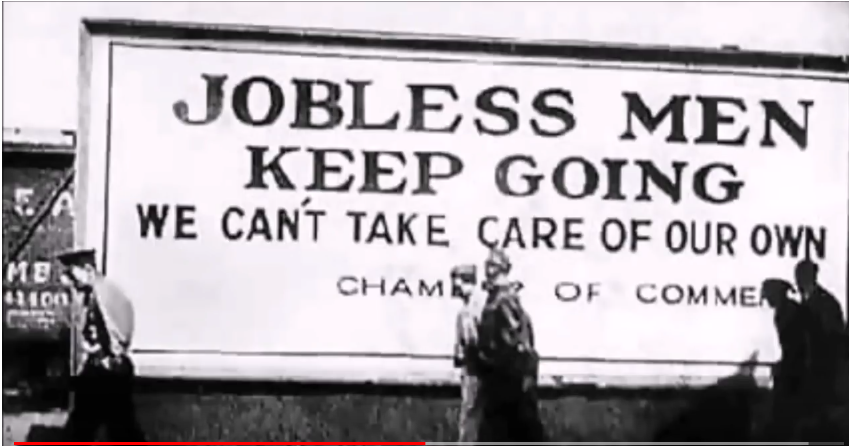 JOBLESS MEN
KEEP GOING
WE CAN'T TAKE CARE OF OUR OWN
OF